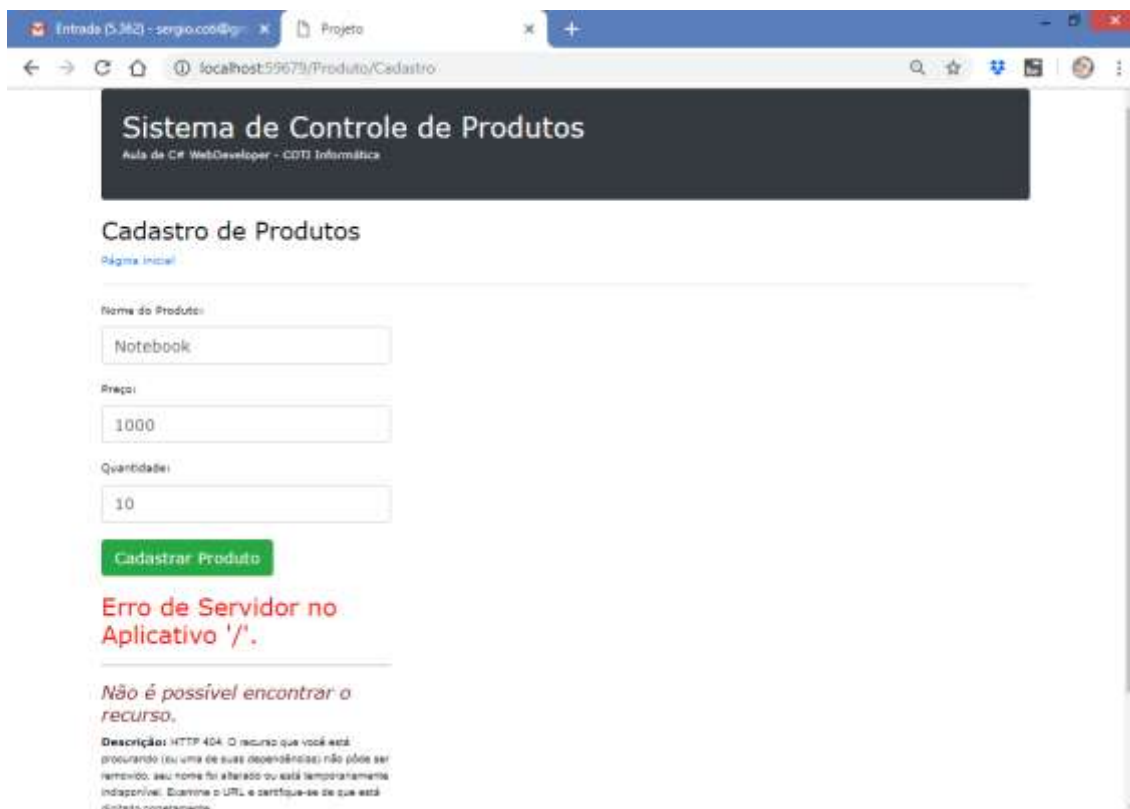 Entrada (5.362) -
Projeto
localhost:59679/Produto/Cadastro
Sistema de Controle de Produtos
Aula de C# WebDeveloper - COTI Informática
Cadastro de Produtos
Página inicial
Nome do Produto:
Notebook
Preço:
1000
Quantidade:
10
Cadastrar Produto
Erro de Servidor no
Aplicativo '/'.
Não é possível encontrar o
recurso.
Descrição: HTTP 404. O recurso que você está
procurando (ou uma de suas dependências) não pôde ser
removido, seu nome foi alterado ou está temporariamente
indisponível. Examine o URL e certifique-se de que está
digitado corretamente.